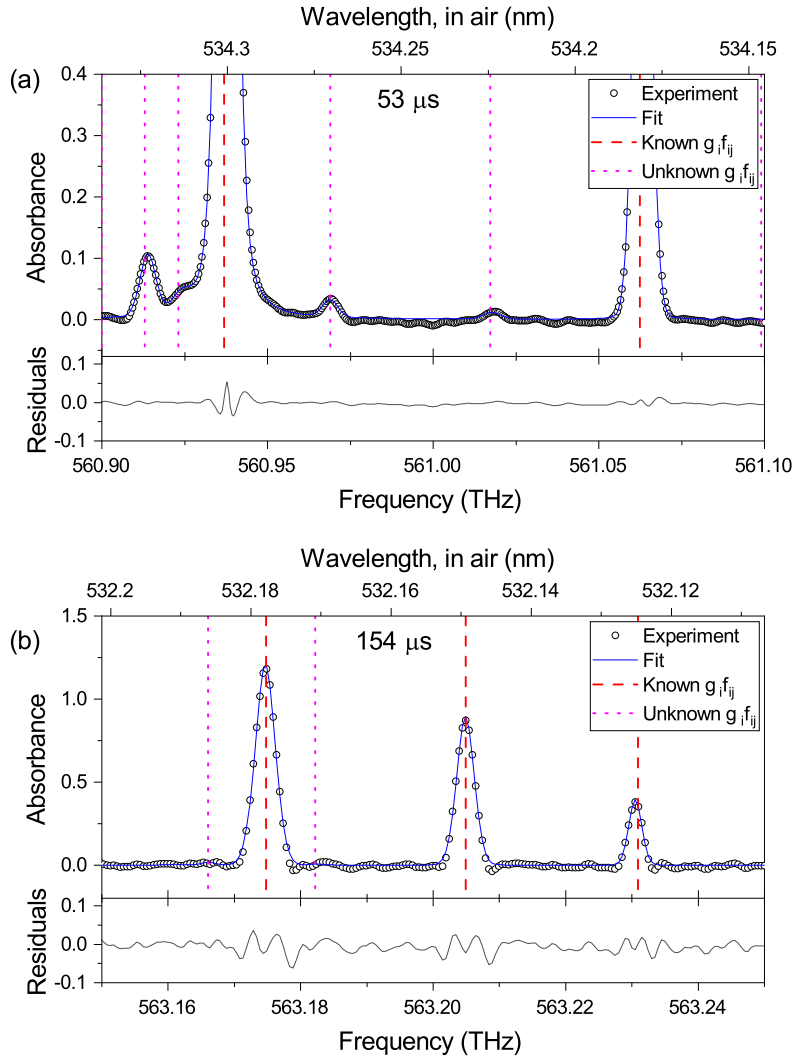 Wavelength, in air (nm)
534.3 534.25 534.2 534.15
(a)
0.4
0.3
0.2
0.1
0.0
Absorbance
53 μs
Experiment
Fit
Known g i f ij
Unknown g i f ij
0.1
0.0
-0.1
Residuals
560.90 560.95 561.00 561.05 561.10
Frequency (THz)
Wavelength, in air (nm)
532.2 532.18 532.16 532.14 532.12
(b)
1.5
1.0
0.5
0.0
Absorbance
154 μs
Experiment
Fit
Known g i f ij
Unknown g i f ij
0.1
0.0
-0.1
Residuals
563.16 563.18 563.20 563.22 563.24
Frequency (THz)